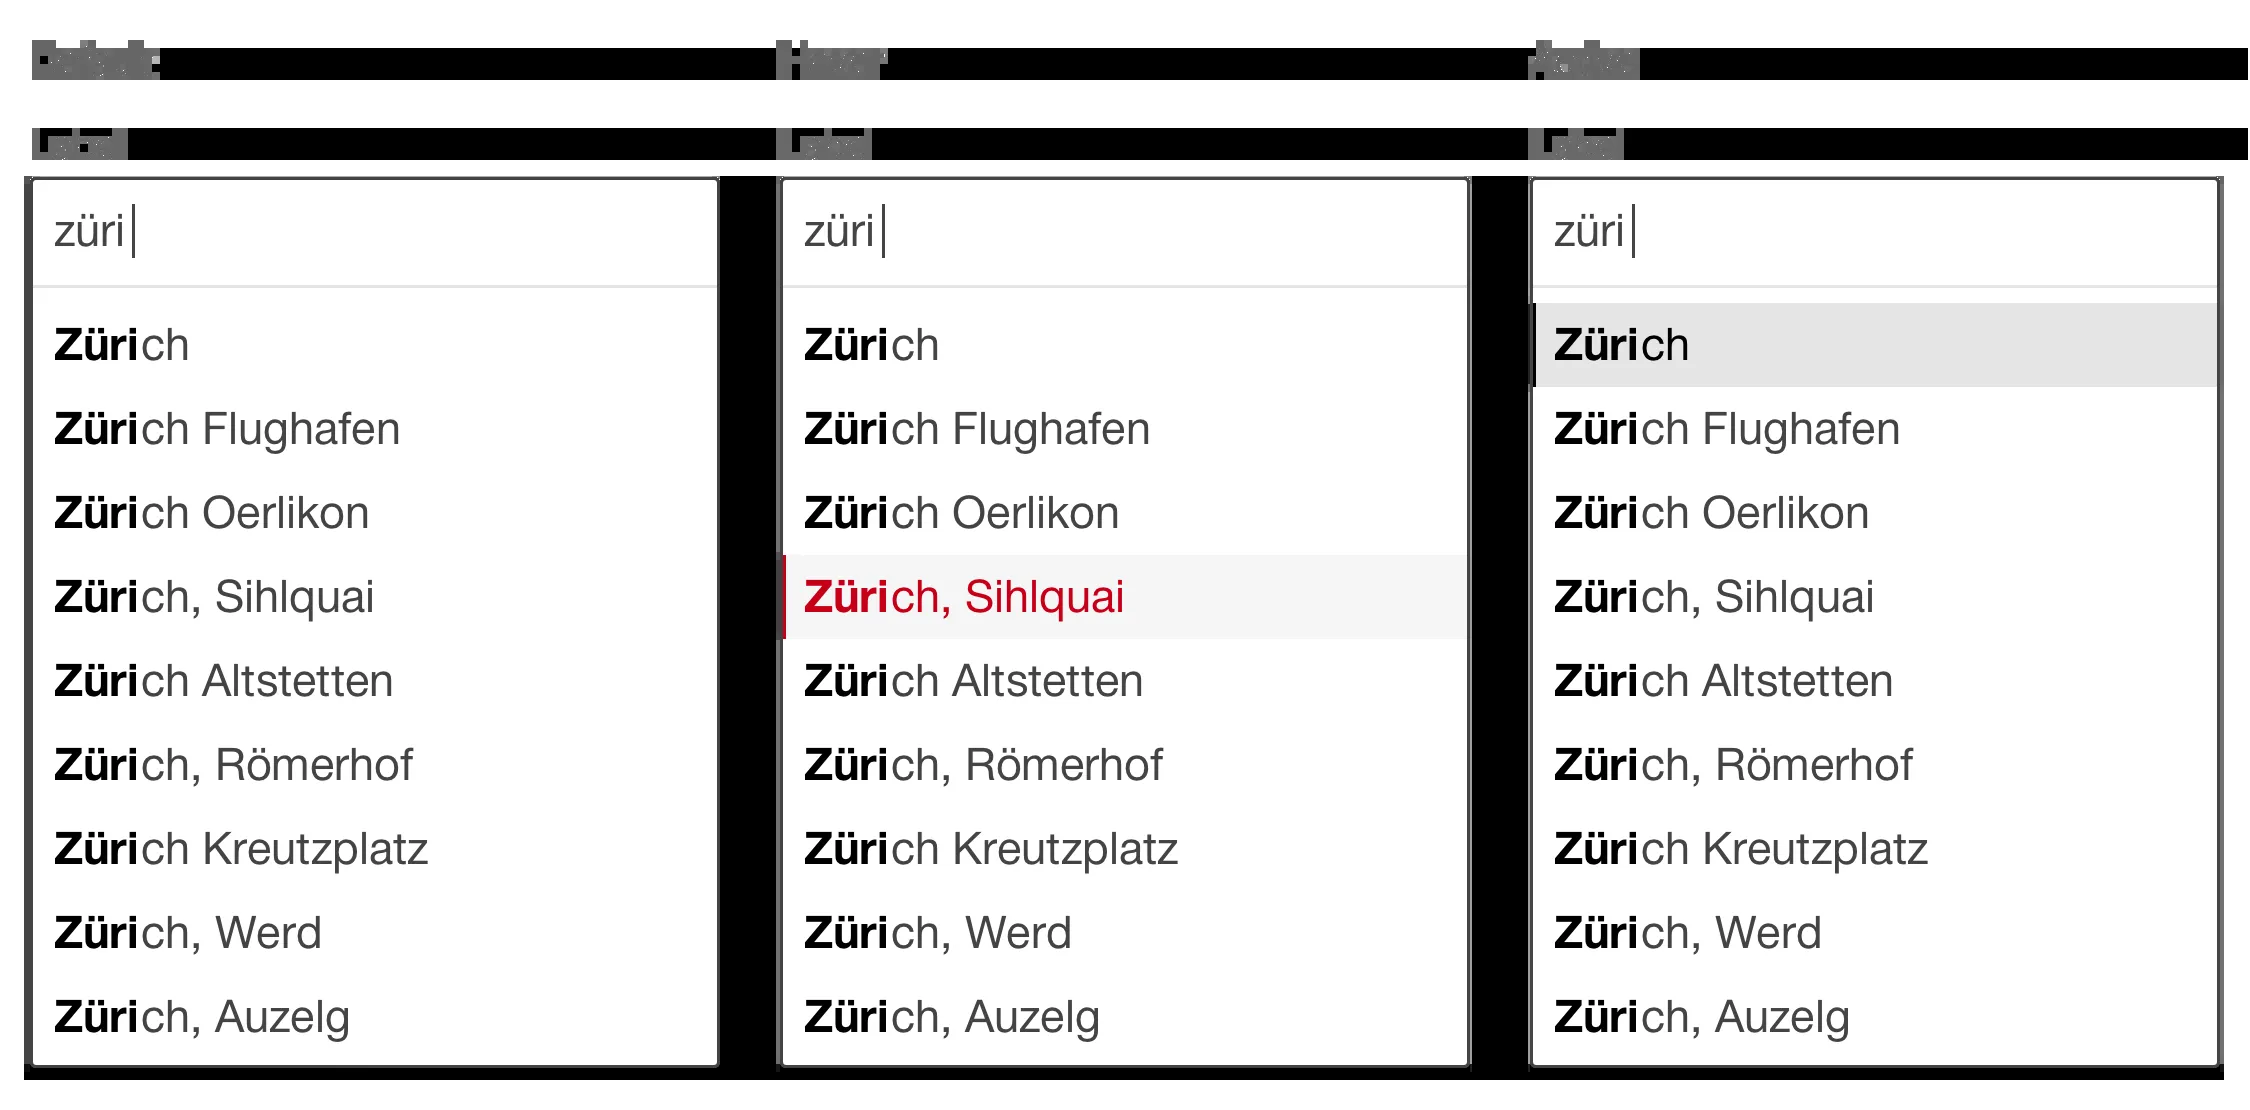 Default
Hover
Active
Label
Label
Label
züri
Zürich
Zürich Flughafen
Zürich Oerlikon
Zürich, Sihlquai
Zürich Altstetten
Zürich, Römerhof
Zürich Kreutzplatz
Zürich, Werd
Zürich, Auzelg
züri
Zürich
Zürich Flughafen
Zürich Oerlikon
Zürich, Sihlquai
Zürich Altstetten
Zürich, Römerhof
Zürich Kreutzplatz
Zürich, Werd
Zürich, Auzelg
züri
Zürich
Zürich Flughafen
Zürich Oerlikon
Zürich, Sihlquai
Zürich Altstetten
Zürich, Römerhof
Zürich Kreutzplatz
Zürich, Werd
Zürich, Auzelg